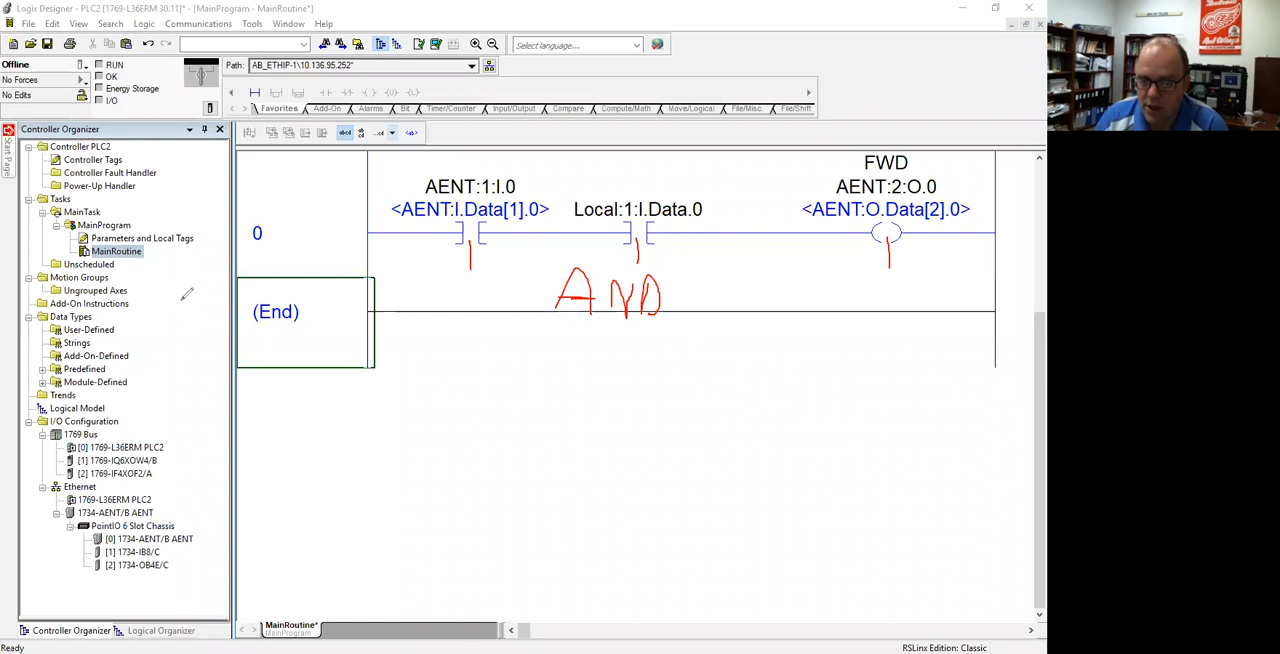 Logix Designer - PLC2 [1769-L36ERM 30.11]* - [MainProgram - MainRoutine*]
File Edit View Search Logic Communications Tools Window Help
Select language...
Offline RUN Path: AB_ETHIP-1\10.136.95.252*
No Forces OK
No Edits Energy Storage
I/O
Favorites Add-On Alarms Bit Timer/Counter Input/Output Compare Compute/Math Move/Logical File/Misc. File/Shift
Start Page
Controller Organizer
Controller PLC2
Controller Tags
Controller Fault Handler
Power-Up Handler
Tasks
MainTask
MainProgram
Parameters and Local Tags
MainRoutine
Unscheduled
Motion Groups
Ungrouped Axes
Add-On Instructions
Data Types
User-Defined
Strings
Add-On-Defined
Predefined
Module-Defined
Trends
Logical Model
I/O Configuration
1769 Bus
[0] 1769-L36ERM PLC2
[1] 1769-IQ6XOW4/B
[2] 1769-IF4XOF2/A
Ethernet
1769-L36ERM PLC2
1734-AENT/B AENT
PointIO 6 Slot Chassis
[0] 1734-AENT/B AENT
[1] 1734-IB8/C
[2] 1734-OB4E/C
Controller Organizer Logical Organizer
FWD
AENT:1:I.0 AENT:2:O.0
<AENT:I.Data[1].0> Local:1:I.Data.0 <AENT:O.Data[2].0>
0
1 1 1
AND
(End)
MainRoutine*
MainProgram
Ready RSLinx Edition: Classic